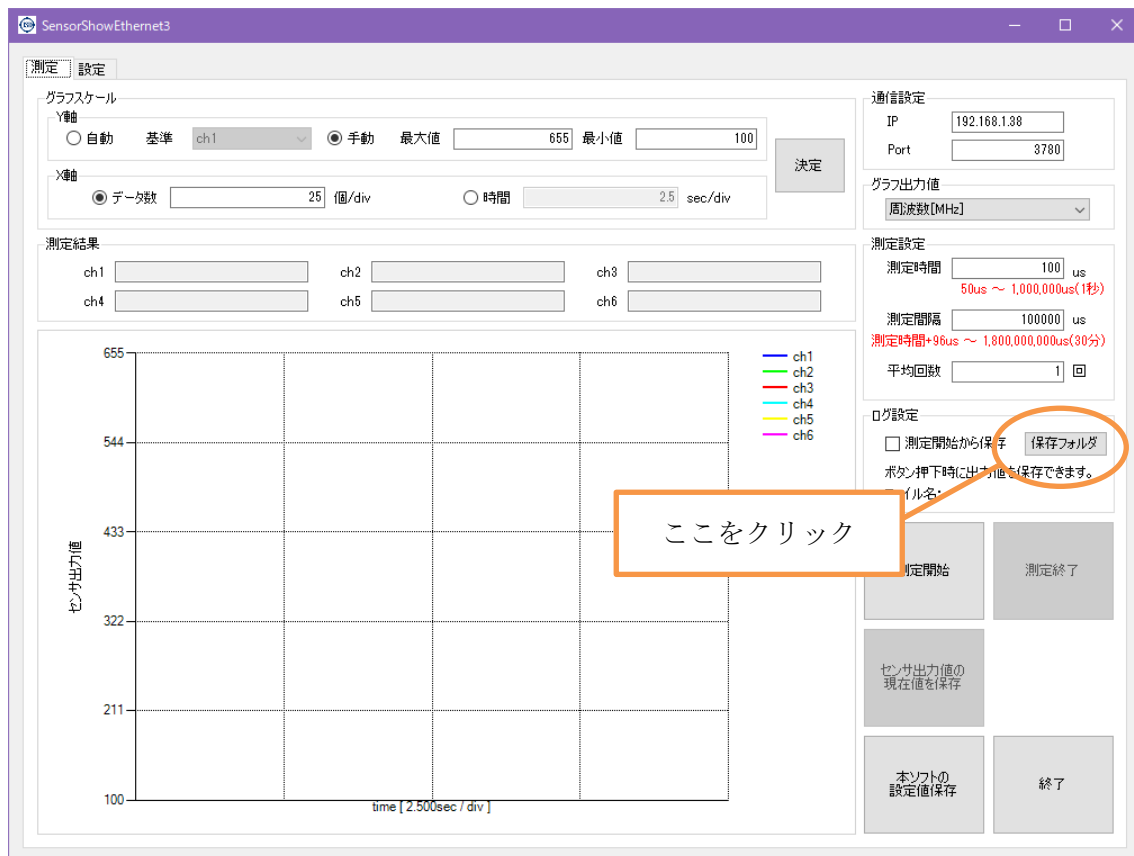 SensorShowEthernet3
測定 設定
グラフスケール
Y軸
自動 基準 ch1 手動 最大値 655 最小値 100
決定
X軸
データ数 25 個/div 時間 2.5 sec/div
通信設定
IP 192.168.1.38
Port 3780
グラフ出力値
周波数[MHz]
測定結果
ch1 ch2 ch3
ch4 ch5 ch6
測定設定
測定時間 100 us
50us ～ 1,000,000us(1秒)
測定間隔 100000 us
測定時間+96us ～ 1,800,000,000us(30分)
平均回数 1 回
ログ設定
測定開始から保存 保存フォルダ
ボタン押下時に出力値を保存できます。
ここをクリック
655
544
433
322
211
100
センサ出力値
time [ 2.500sec / div ]
ch1
ch2
ch3
ch4
ch5
ch6
測定開始
測定終了
センサ出力値の
現在値を保存
本ソフトの
設定値保存
終了